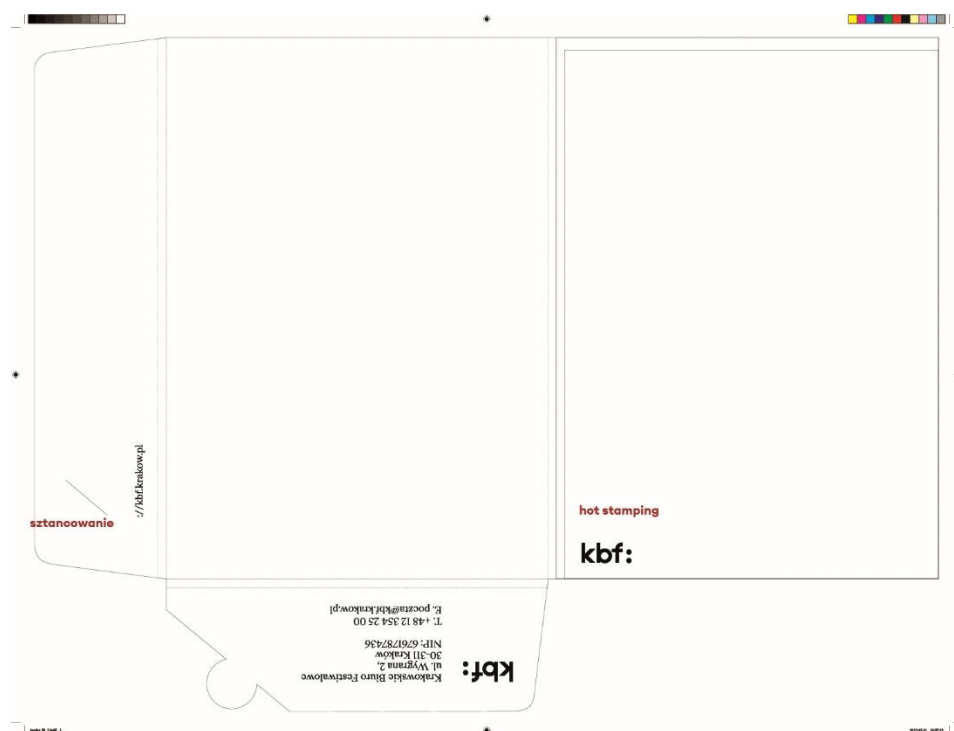 ://kbf.krakow.pl
sztancowanie
hot stamping
kbf:
kbf:
Krakowskie Biuro Festiwalowe
ul. Wygrana 2,
30-311 Kraków
NIP: 6761787436
T. +48 12 354 25 00
E. poczta@kbf.krakow.pl